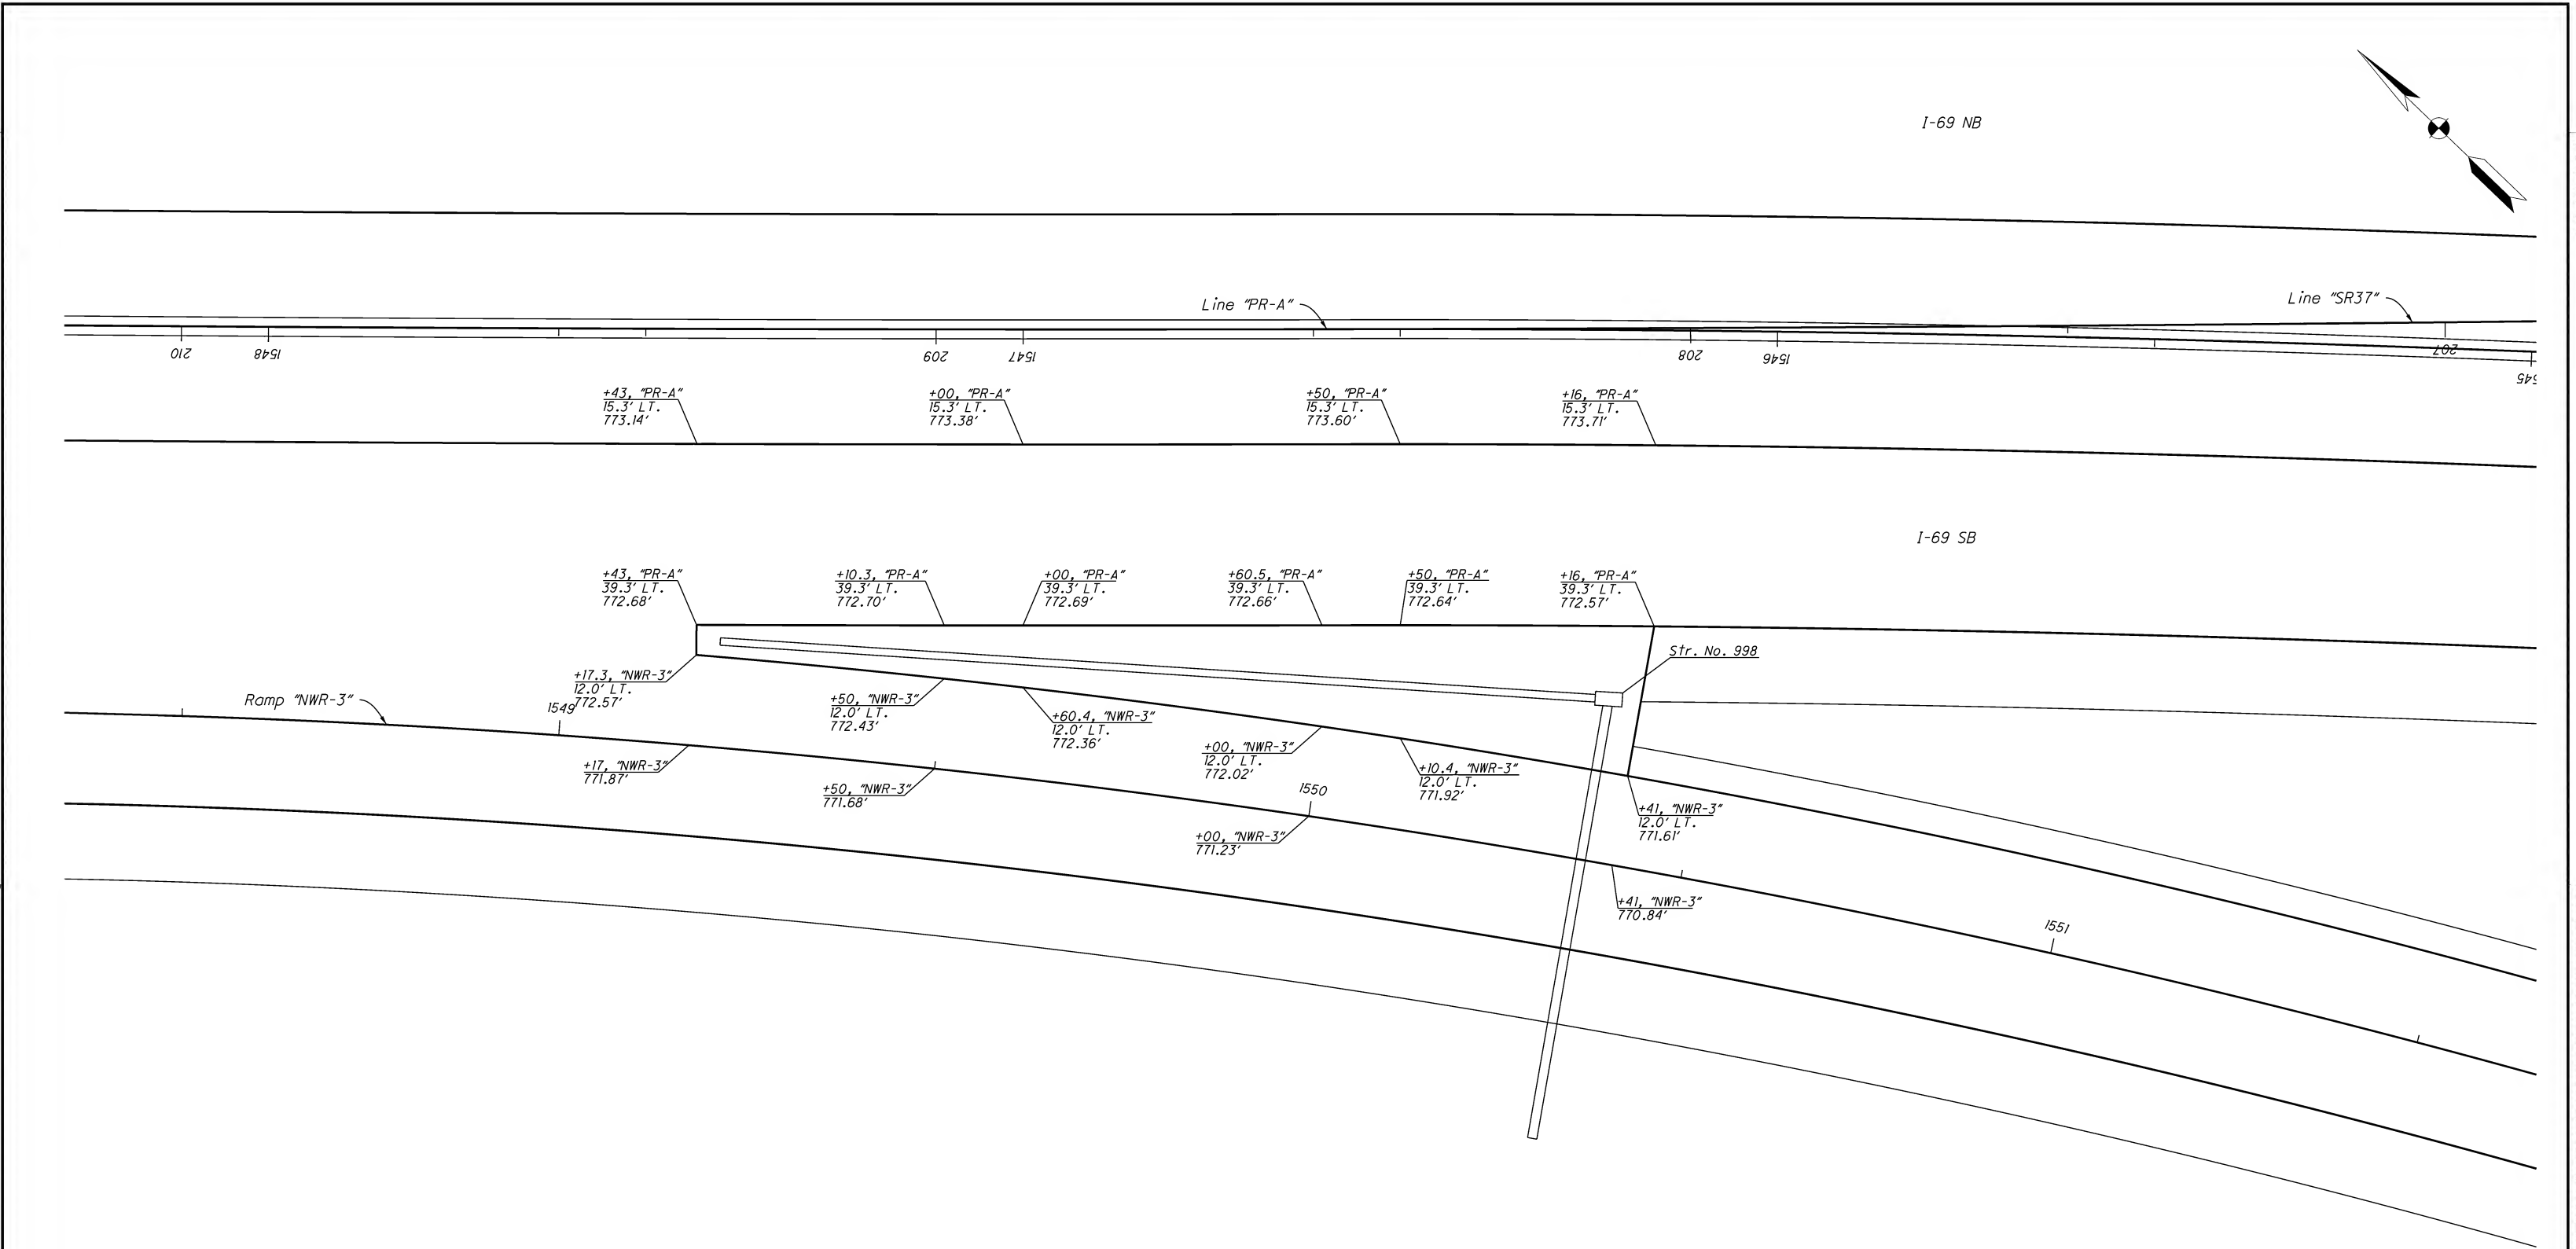 I-69 NB
Line "PR-A"
Line "SR37"
210
1548
209
1547
208
1546
207
+43, "PR-A"
15.3' LT.
773.14'
+00, "PR-A"
15.3' LT.
773.38'
+50, "PR-A"
15.3' LT.
773.60'
+16, "PR-A"
15.3' LT.
773.71'
I-69 SB
+43, "PR-A"
39.3' LT.
772.68'
+10.3, "PR-A"
39.3' LT.
772.70'
+00, "PR-A"
39.3' LT.
772.69'
+60.5, "PR-A"
39.3' LT.
772.66'
+50, "PR-A"
39.3' LT.
772.64'
+16, "PR-A"
39.3' LT.
772.57'
Str. No. 998
Ramp "NWR-3"
1549
+17.3, "NWR-3"
12.0' LT.
772.57'
+50, "NWR-3"
12.0' LT.
772.43'
+60.4, "NWR-3"
12.0' LT.
772.36'
+00, "NWR-3"
12.0' LT.
772.02'
+10.4, "NWR-3"
12.0' LT.
771.92'
+41, "NWR-3"
12.0' LT.
771.61'
+17, "NWR-3"
771.87'
+50, "NWR-3"
771.68'
1550
+00, "NWR-3"
771.23'
+41, "NWR-3"
770.84'
1551